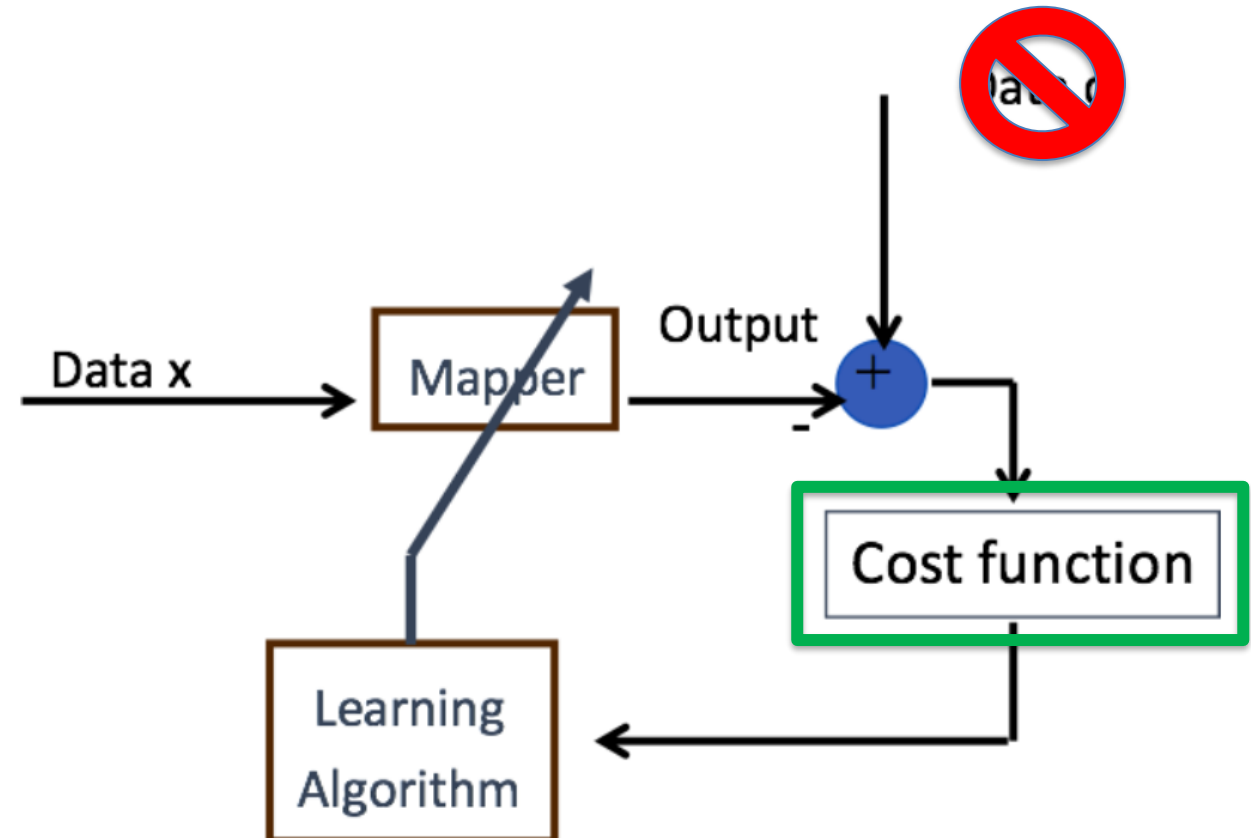 Output
+
Data x
Mapper
-
Cost function
Learning
Algorithm